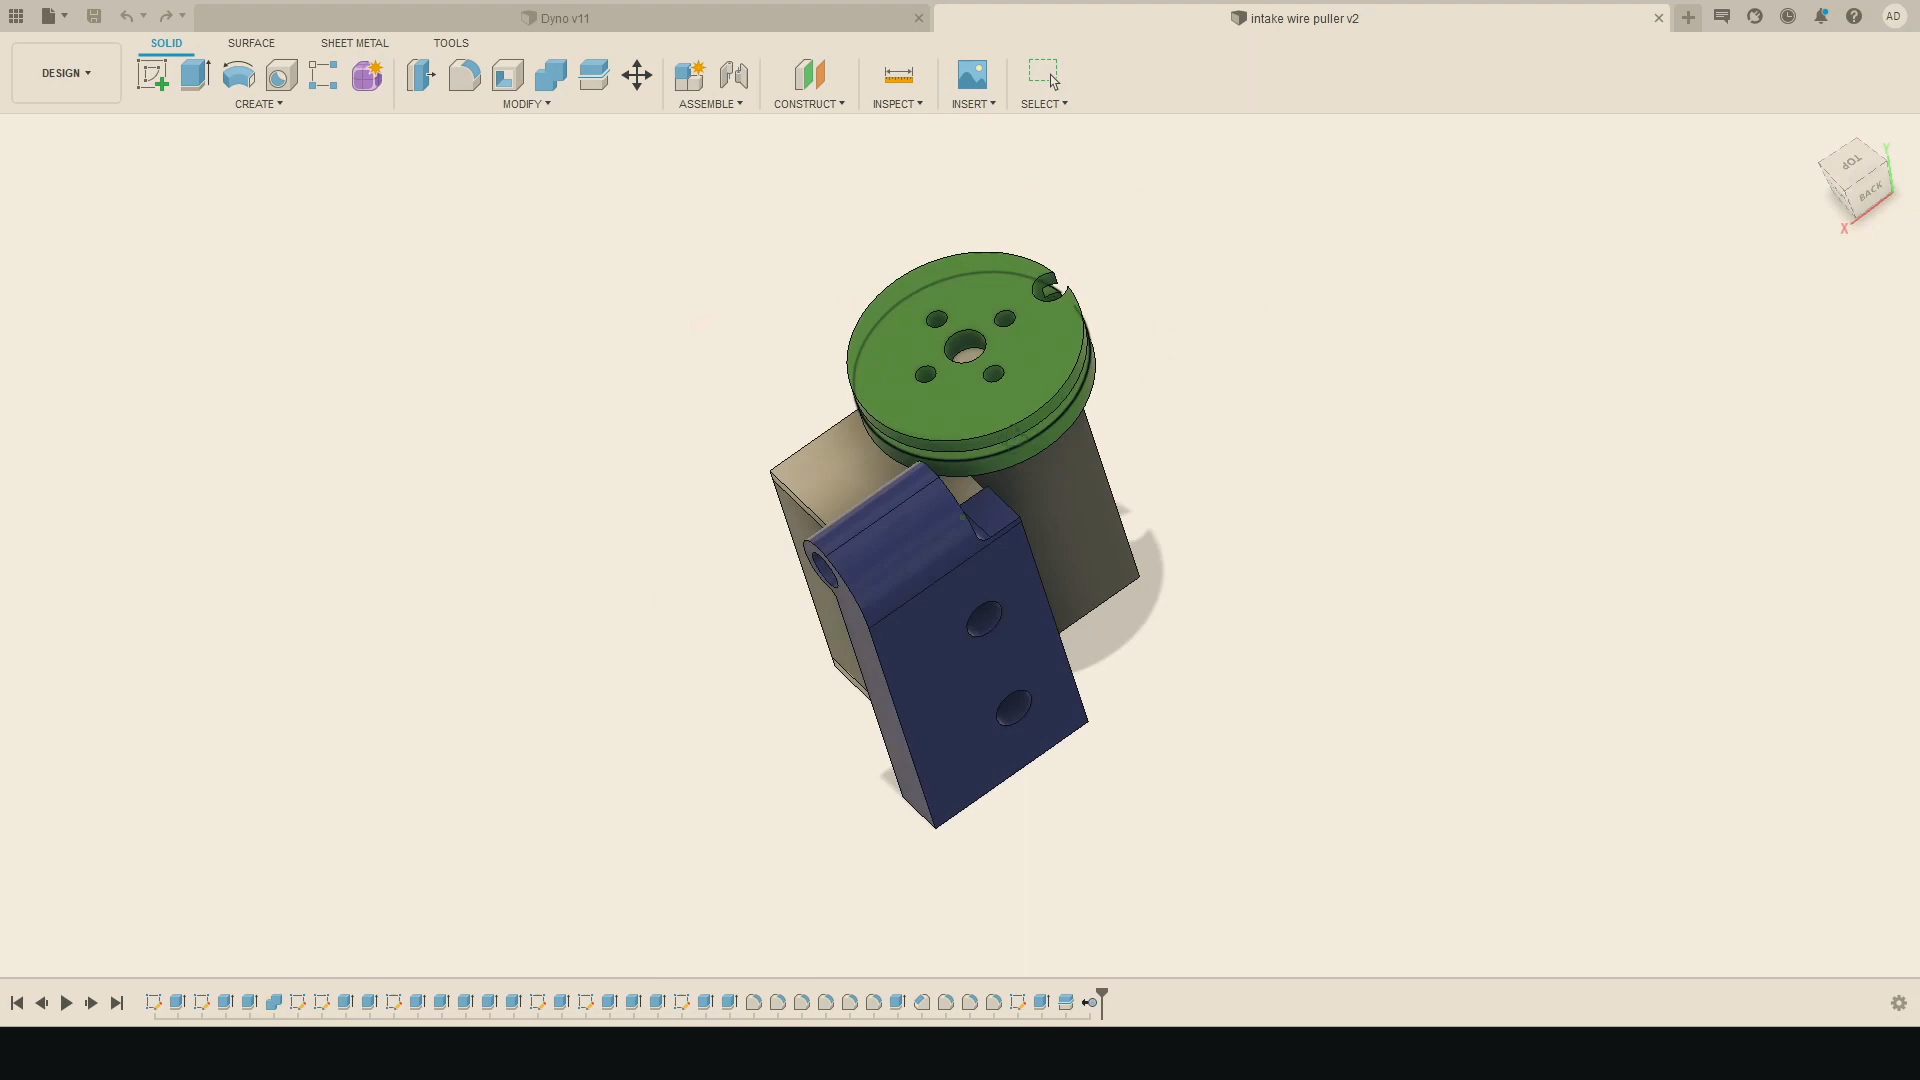 Dyno v11
intake wire puller v2
AD
DESIGN
SOLID
SURFACE
SHEET METAL
TOOLS
CREATE
MODIFY
ASSEMBLE
CONSTRUCT
INSPECT
INSERT
SELECT
TOP
BACK
Y
X